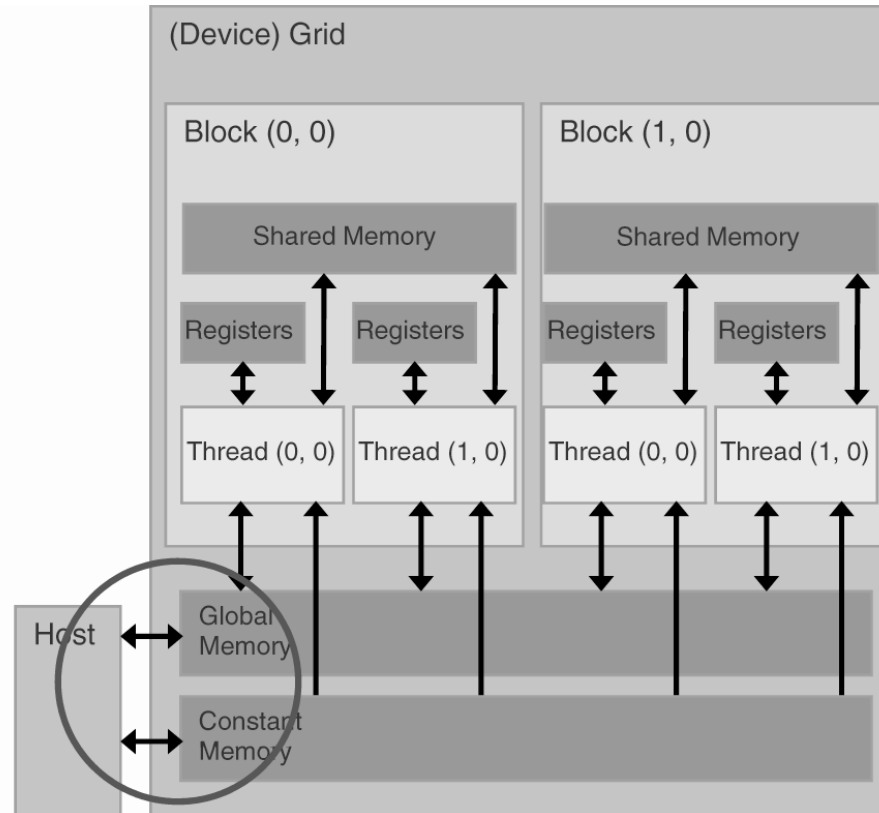 (Device) Grid
Block (0, 0)
Block (1, 0)
Shared Memory
Shared Memory
Registers
Registers
Registers
Registers
Thread (0, 0)
Thread (1, 0)
Thread (0, 0)
Thread (1, 0)
Host
Global
Memory
Constant
Memory